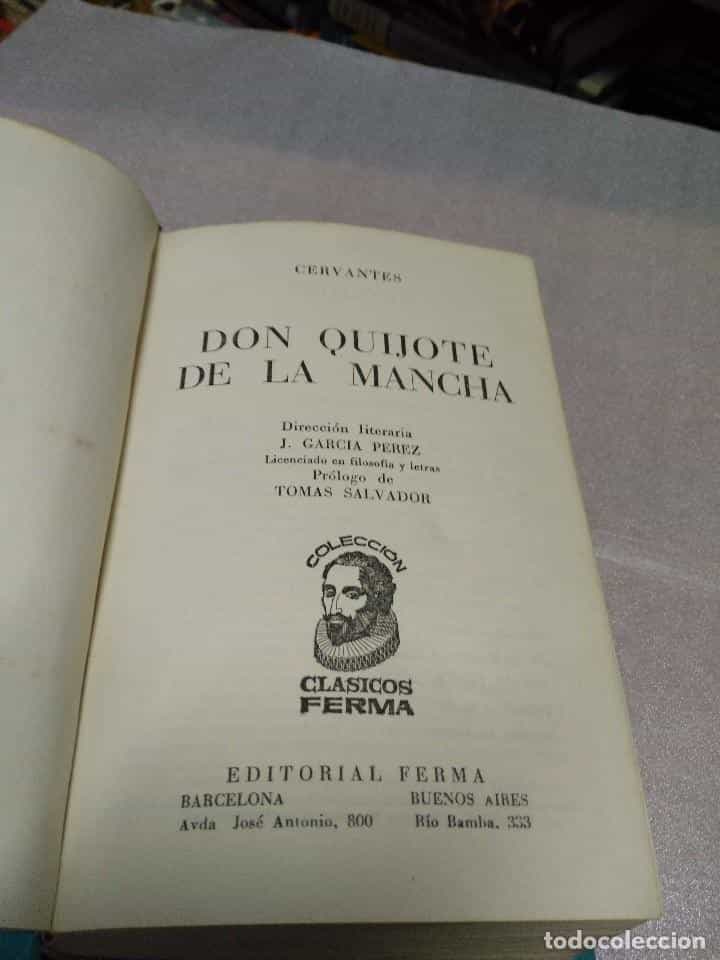 CERVANTES
DON QUIJOTE
DE LA MANCHA
Dirección literaria
J. GARCIA PEREZ
Licenciado en filosofía y letras
Prólogo de
TOMAS SALVADOR
COLECCIÓN
CLASICOS
FERMA
EDITORIAL FERMA
BARCELONA BUENOS AIRES
Avda José Antonio, 800 Río Bamba, 333
todocoleccion